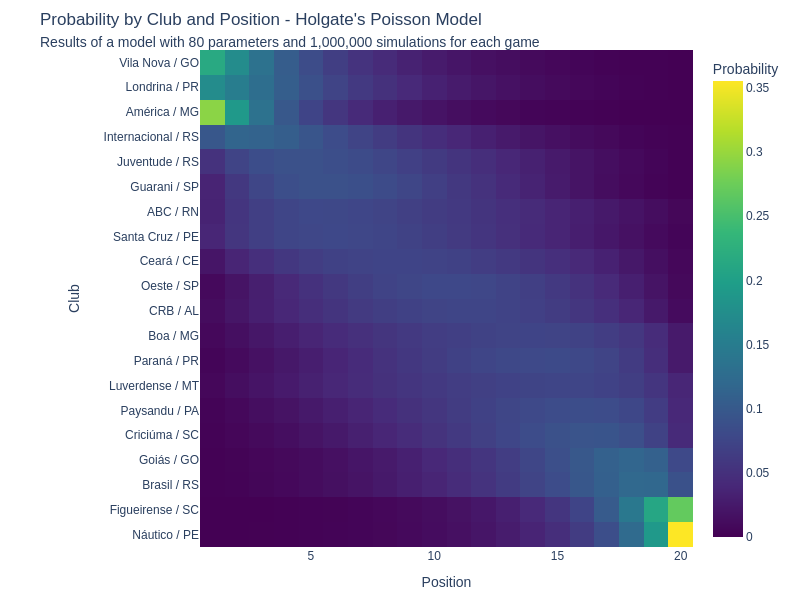 Probability by Club and Position - Holgate's Poisson Model
Results of a model with 80 parameters and 1,000,000 simulations for each game
Probability
Vila Nova / GO
Londrina / PR
América / MG
Internacional / RS
Juventude / RS
Guarani / SP
ABC / RN
Santa Cruz / PE
Ceará / CE
Oeste / SP
CRB / AL
Boa / MG
Paraná / PR
Luverdense / MT
Paysandu / PA
Criciúma / SC
Goiás / GO
Brasil / RS
Figueirense / SC
Náutico / PE
Club
5 10 15 20
Position
0.35
0.3
0.25
0.2
0.15
0.1
0.05
0